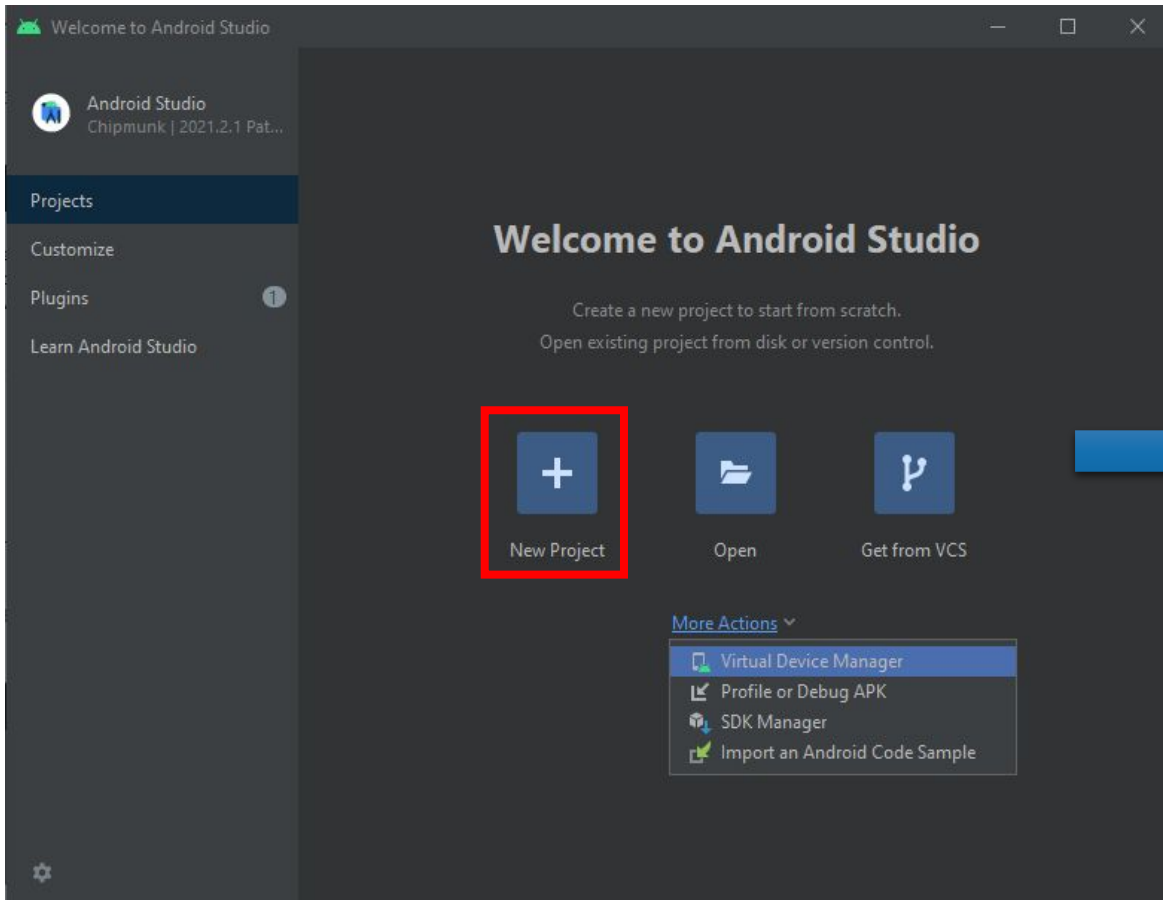 Welcome to Android Studio
Android Studio
Chipmunk | 2021.2.1 Pat...
Projects
Customize
Plugins 1
Learn Android Studio
Welcome to Android Studio
Create a new project to start from scratch.
Open existing project from disk or version control.
New Project Open Get from VCS
More Actions
Virtual Device Manager
Profile or Debug APK
SDK Manager
Import an Android Code Sample